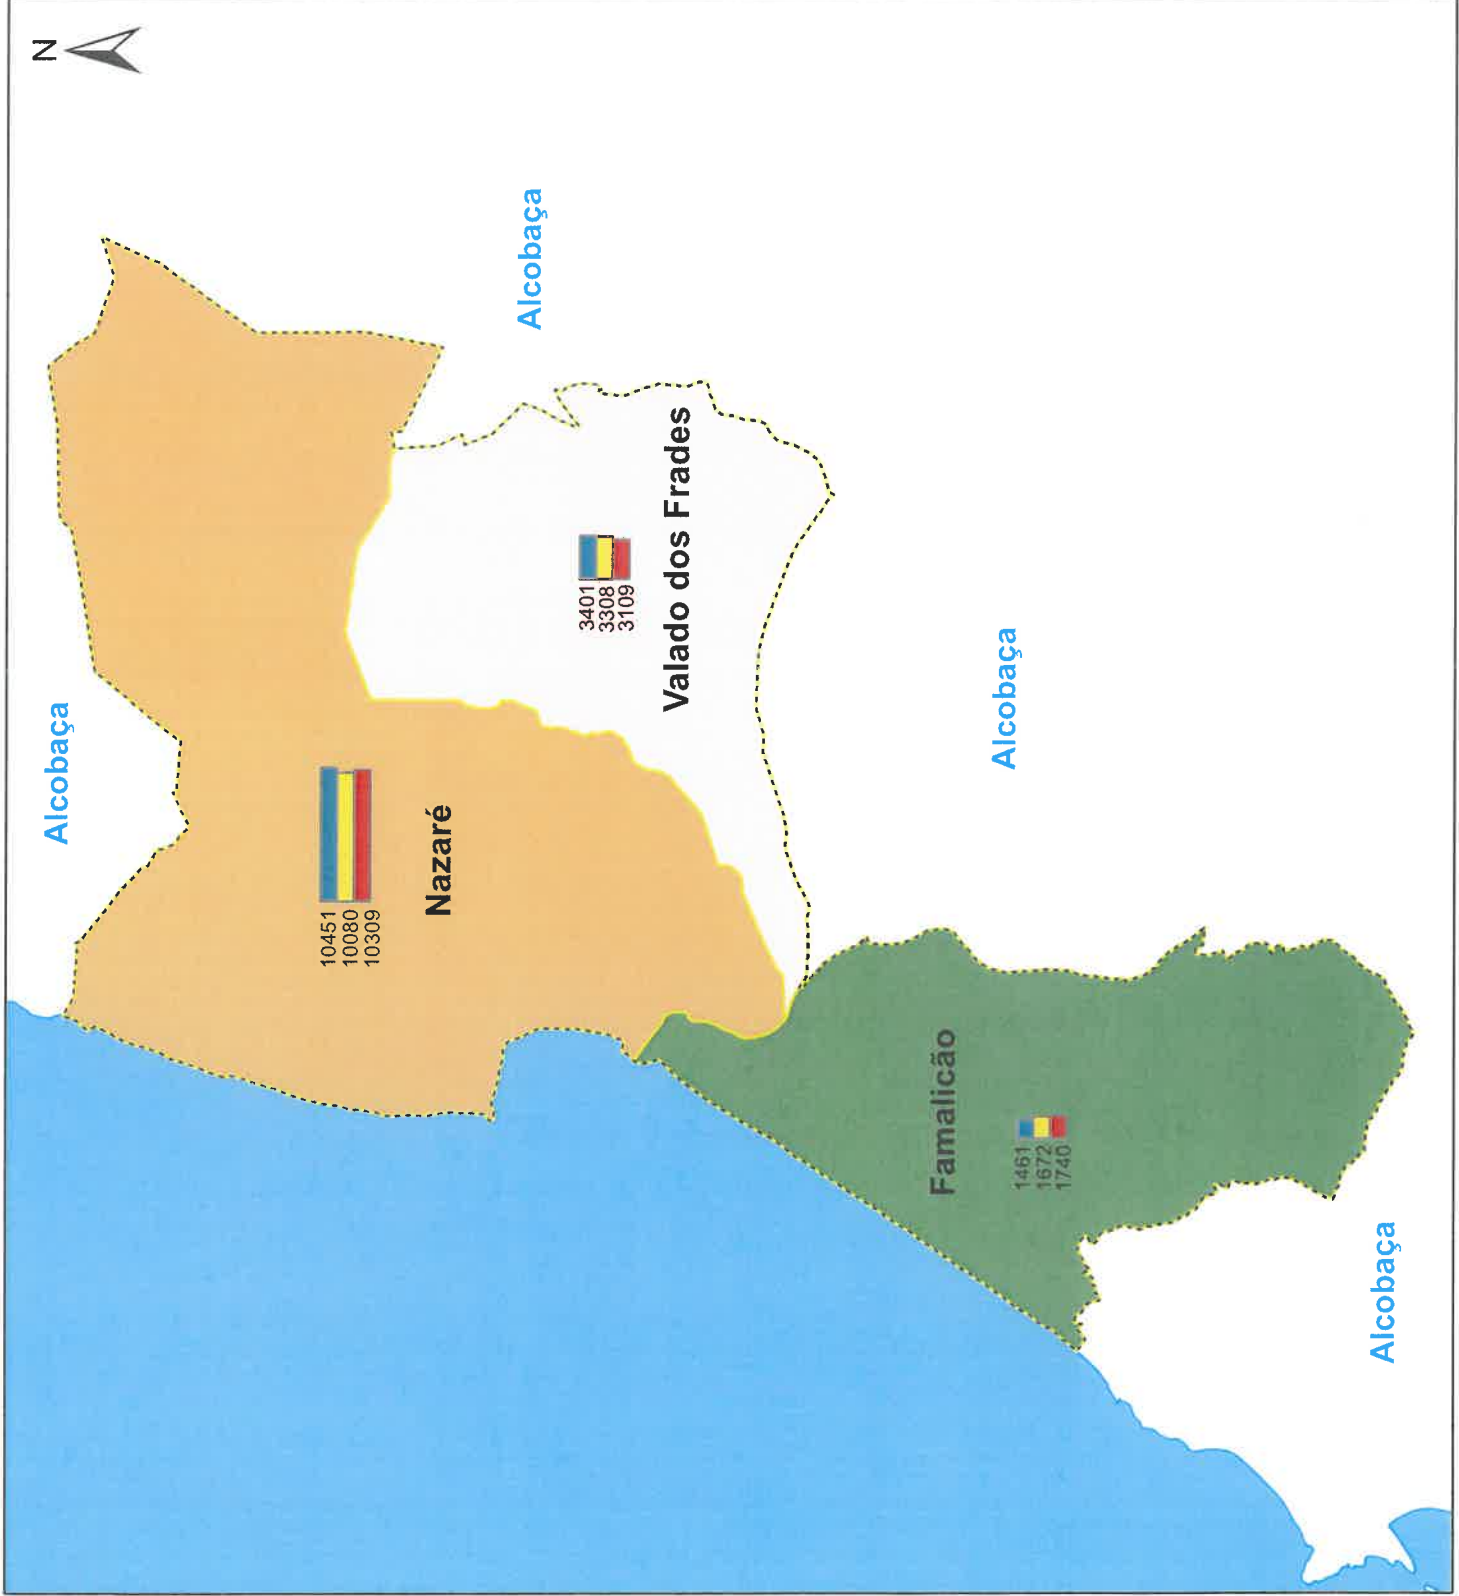 N
Alcobaça
10451
10080
10309
Nazaré
Alcobaça
3401
3308
3109
Valado dos Frades
Famalicão
Alcobaça
1461
1672
1740
Alcobaça